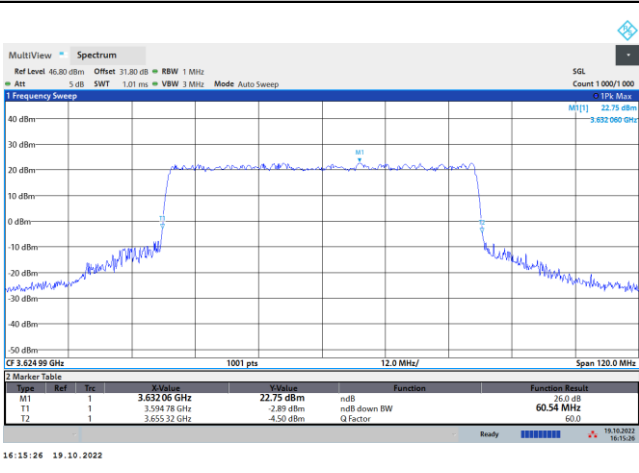 MultiView Spectrum
Ref Level 46.80 dBm Offset 31.80 dB RBW 1 MHz SGL
Att 5 dB SWT 1.01 ms VBW 3 MHz Mode Auto Sweep Count 1 000/1 000
1 Frequency Sweep 1Pk Max
M1[1] 22.75 dBm
3.632 060 GHz
40 dBm
30 dBm
M1
20 dBm
10 dBm
0 dBm
T1
T2
-10 dBm
-20 dBm
-30 dBm
-40 dBm
-50 dBm
CF 3.624 99 GHz 1001 pts 12.0 MHz/ Span 120.0 MHz
2 Marker Table
Type Ref Trc X-Value Y-Value Function Function Result
M1 1 3.632 06 GHz 22.75 dBm ndB 26.0 dB
T1 1 3.594 78 GHz -2.89 dBm ndB down BW 60.54 MHz
T2 1 3.655 32 GHz -4.50 dBm Q Factor 60.0
Ready 19.10.2022
16:15:26
16:15:26 19.10.2022